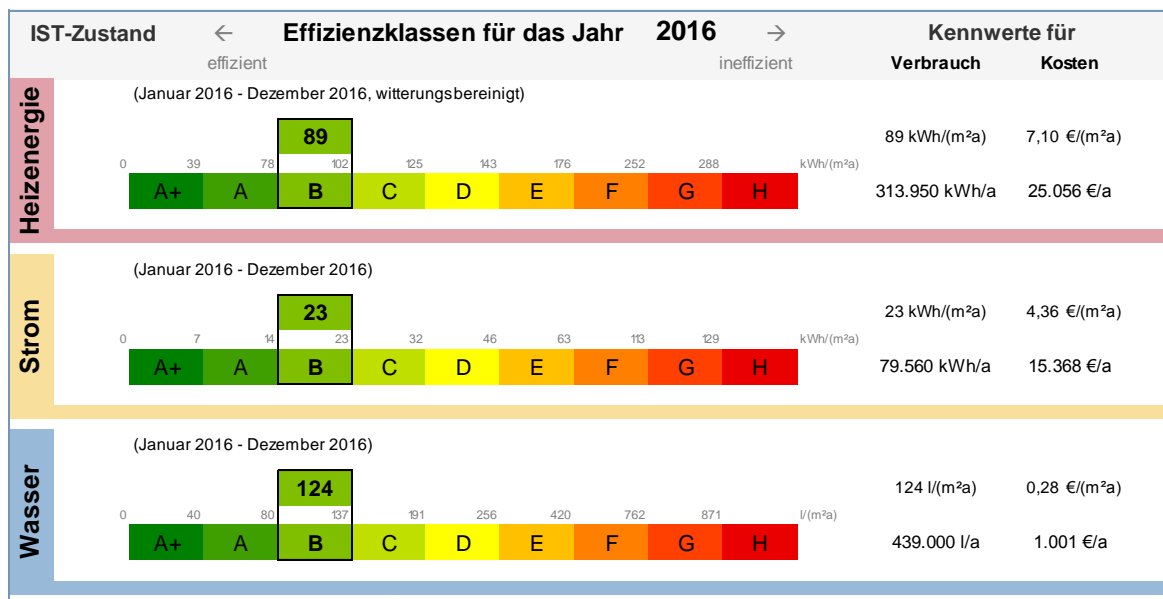 IST-Zustand ← Effizienzklassen für das Jahr 2016 → Kennwerte für
effizient ineffizient Verbrauch Kosten
Heizenergie
(Januar 2016 - Dezember 2016, witterungsbereinigt)
89 89 kWh/(m²a) 7,10 €/(m²a)
0 39 78 102 125 143 176 252 288 kWh/(m²a)
A+ A B C D E F G H 313.950 kWh/a 25.056 €/a
Strom
(Januar 2016 - Dezember 2016)
23 23 kWh/(m²a) 4,36 €/(m²a)
0 7 14 23 32 46 63 113 129 kWh/(m²a)
A+ A B C D E F G H 79.560 kWh/a 15.368 €/a
Wasser
(Januar 2016 - Dezember 2016)
124 124 l/(m²a) 0,28 €/(m²a)
0 40 80 137 191 256 420 762 871 l/(m²a)
A+ A B C D E F G H 439.000 l/a 1.001 €/a